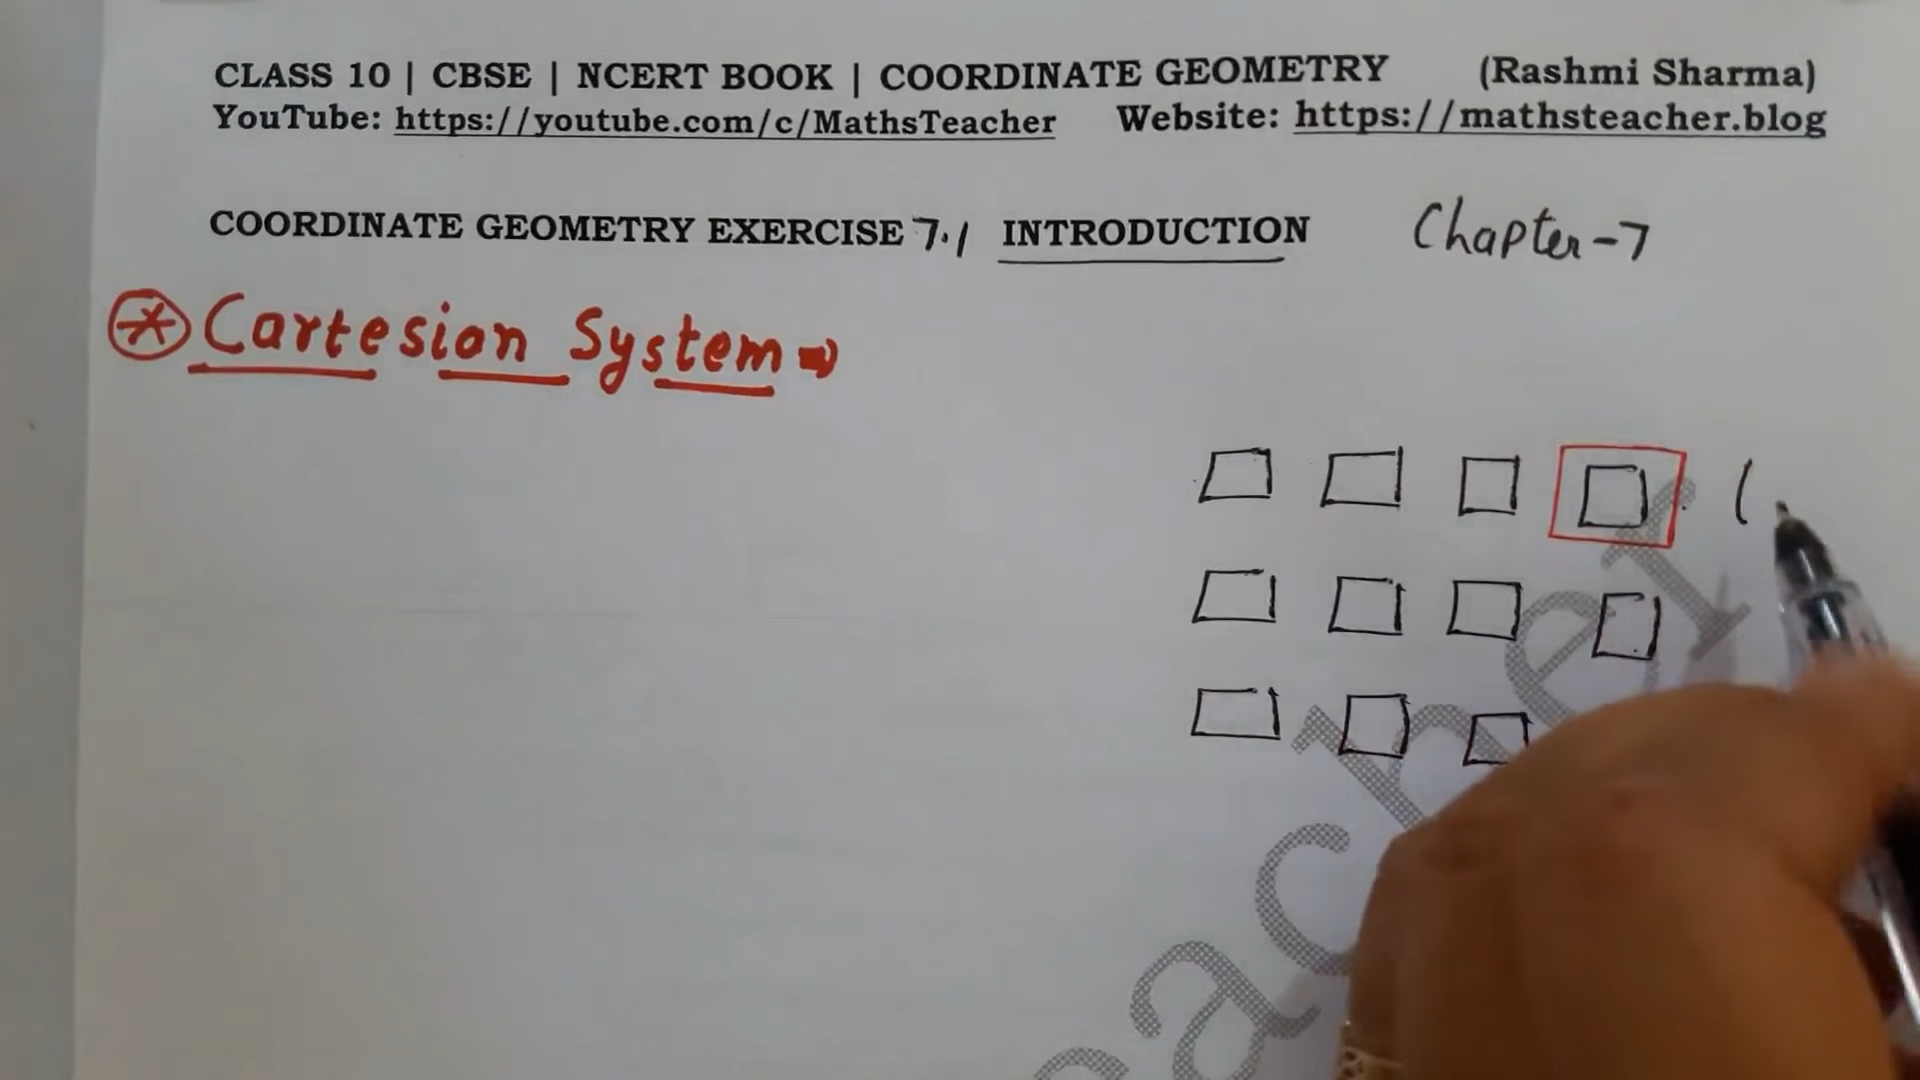 CLASS 10 | CBSE | NCERT BOOK | COORDINATE GEOMETRY (Rashmi Sharma)
YouTube: https://youtube.com/c/MathsTeacher Website: https://mathsteacher.blog
COORDINATE GEOMETRY EXERCISE 7.1 INTRODUCTION Chapter-7
Cartesion System
(